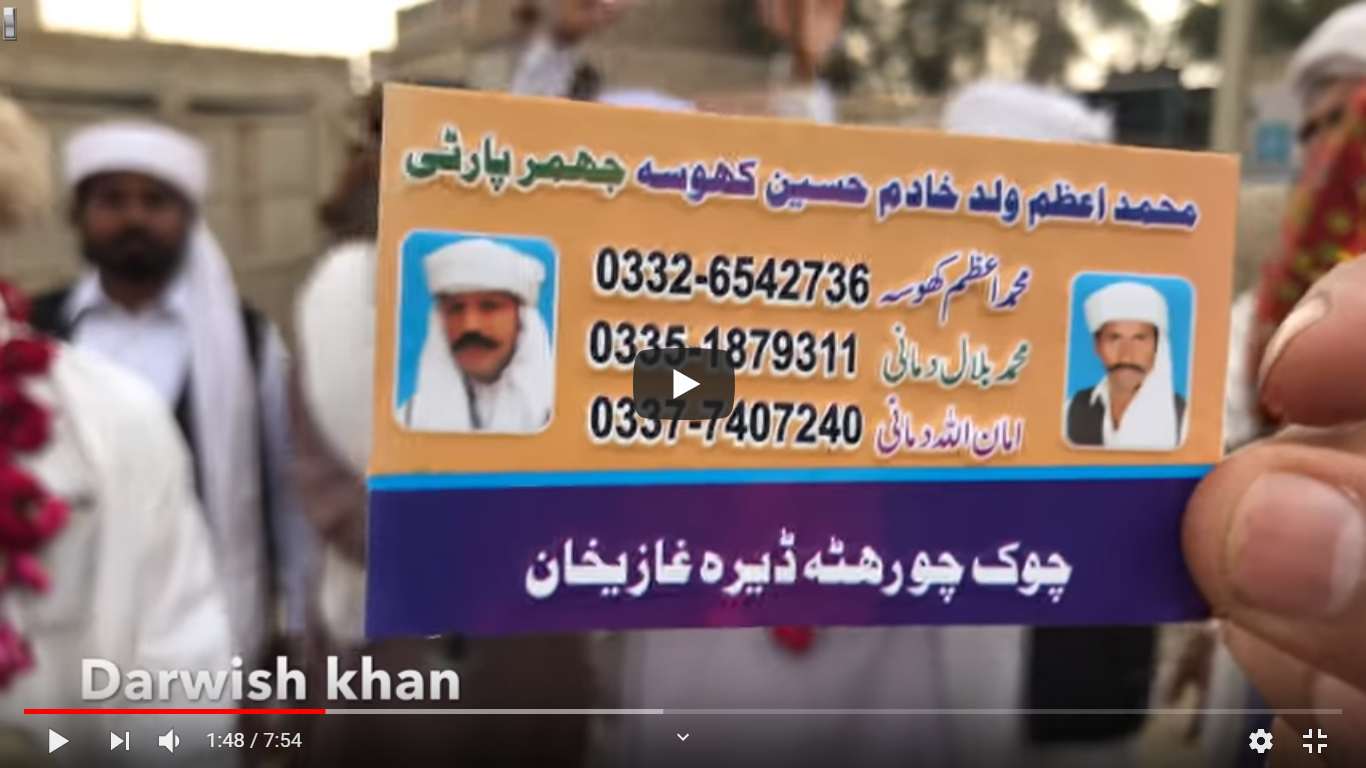 محمد اعظم ولد خادم حسین کھوسہ جھمر پارٹی
محمد اعظم کھوسہ 0332-6542736
محمد بلال دمانی 0335-1879311
امان اللہ دمانی 0337-7407240
چوک چورھٹہ ڈیرہ غازیخان
Darwish khan
1:48 / 7:54